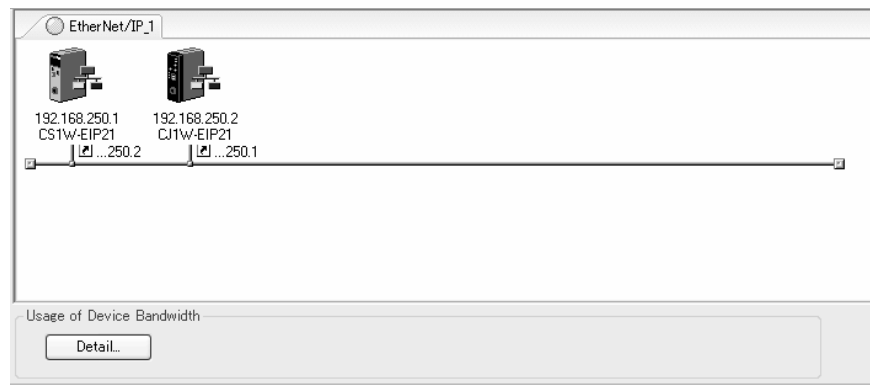 EtherNet/IP_1
192.168.250.1 192.168.250.2
CS1W-EIP21 CJ1W-EIP21
...250.2 ...250.1
Usage of Device Bandwidth
Detail...